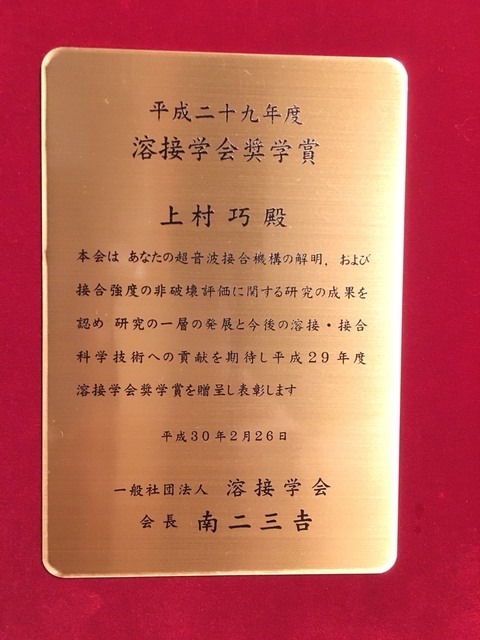 平成二十九年度
溶接学会奨学賞
上村巧殿
本会は あなたの超音波接合機構の解明，および
接合強度の非破壊評価に関する研究の成果を
認め 研究の一層の発展と今後の溶接・接合
科学技術への貢献を期待し平成29年度
溶接学会奨学賞を贈呈し表彰します
平成30年2月26日
一般社団法人 溶接学会
会長 南二三吉